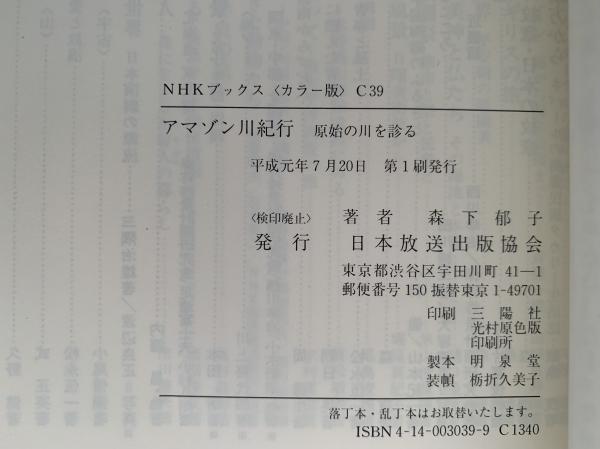 NHKブックス〈カラー版〉 C39
アマゾン川紀行 原始の川を診る
平成元年7月20日 第1刷発行
〈検印廃止〉 著者 森下郁子
発行 日本放送出版協会
東京都渋谷区宇田川町 41―1
郵便番号 150 振替東京 1-49701
印刷 三陽社
光村原色版
印刷所
製本 明泉堂
装幀 栃折久美子
落丁本・乱丁本はお取替いたします。
ISBN 4-14-003039-9 C1340